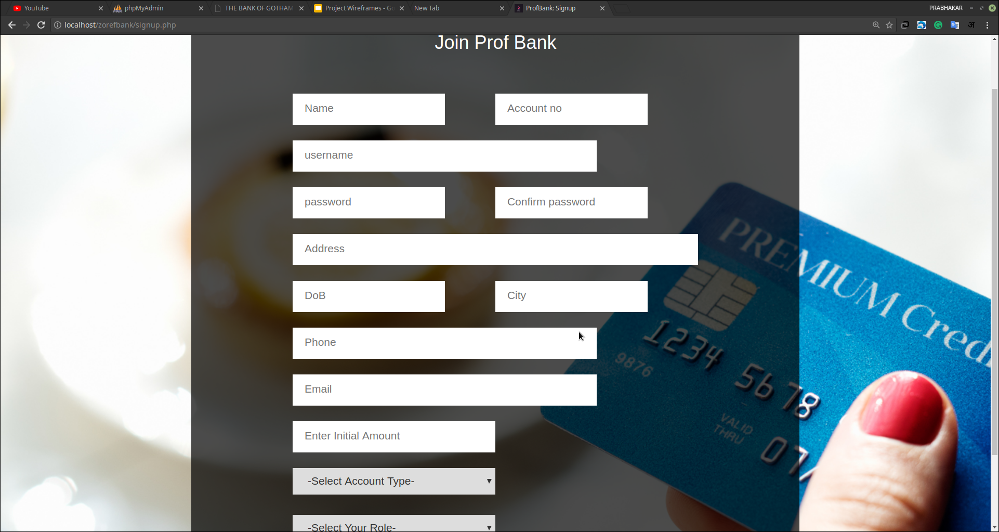 YouTube
phpMyAdmin
THE BANK OF GOTHAM
Project Wireframes - Go
New Tab
ProfBank: Signup
PRABHAKAR
localhost/zorefbank/signup.php
Join Prof Bank
Name
Account no
username
password
Confirm password
Address
DoB
City
Phone
Email
Enter Initial Amount
-Select Account Type-
-Select Your Role-
PREMIUM Credi
1234 5678
9876
VALID
THRU
07/